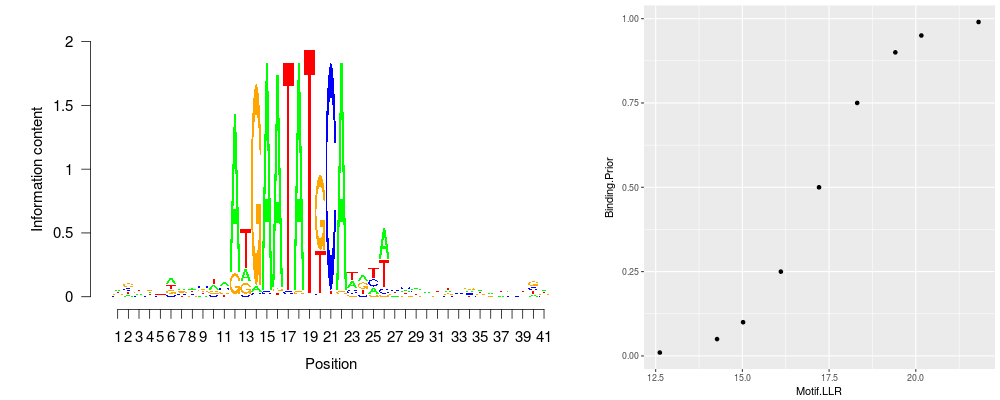 Information content
2
1.5
1
0.5
0
A
T
G
A
A
T
A
T
G
T
C
A
T
T
A
T
1 2 3 4 5 6 7 8 9 11 13 15 17 19 21 23 25 27 29 31 33 35 37 39 41
Position
Binding.Prior
1.00
0.75
0.50
0.25
0.00
12.5 15.0 17.5 20.0
Motif.LLR